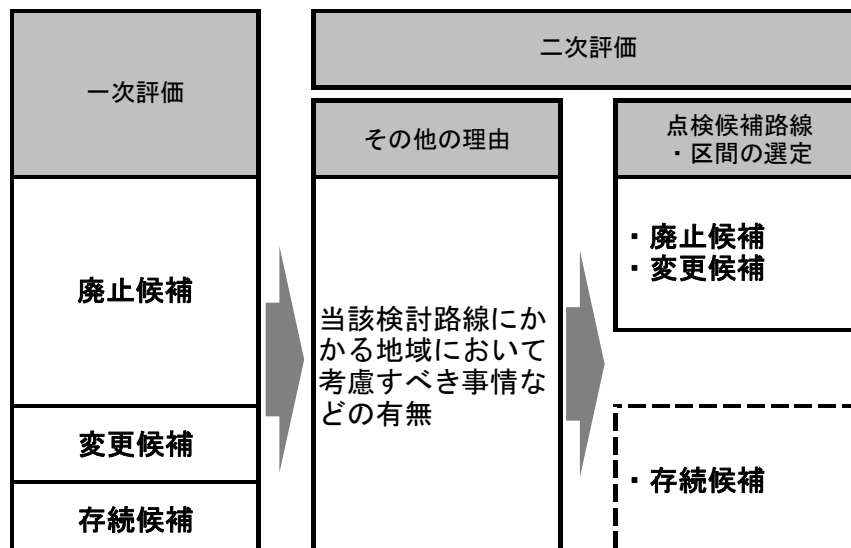 一次評価
廃止候補
変更候補
存続候補
二次評価
その他の理由
当該検討路線にか
かる地域において
考慮すべき事情な
どの有無
点検候補路線
・区間の選定
・廃止候補
・変更候補
・存続候補